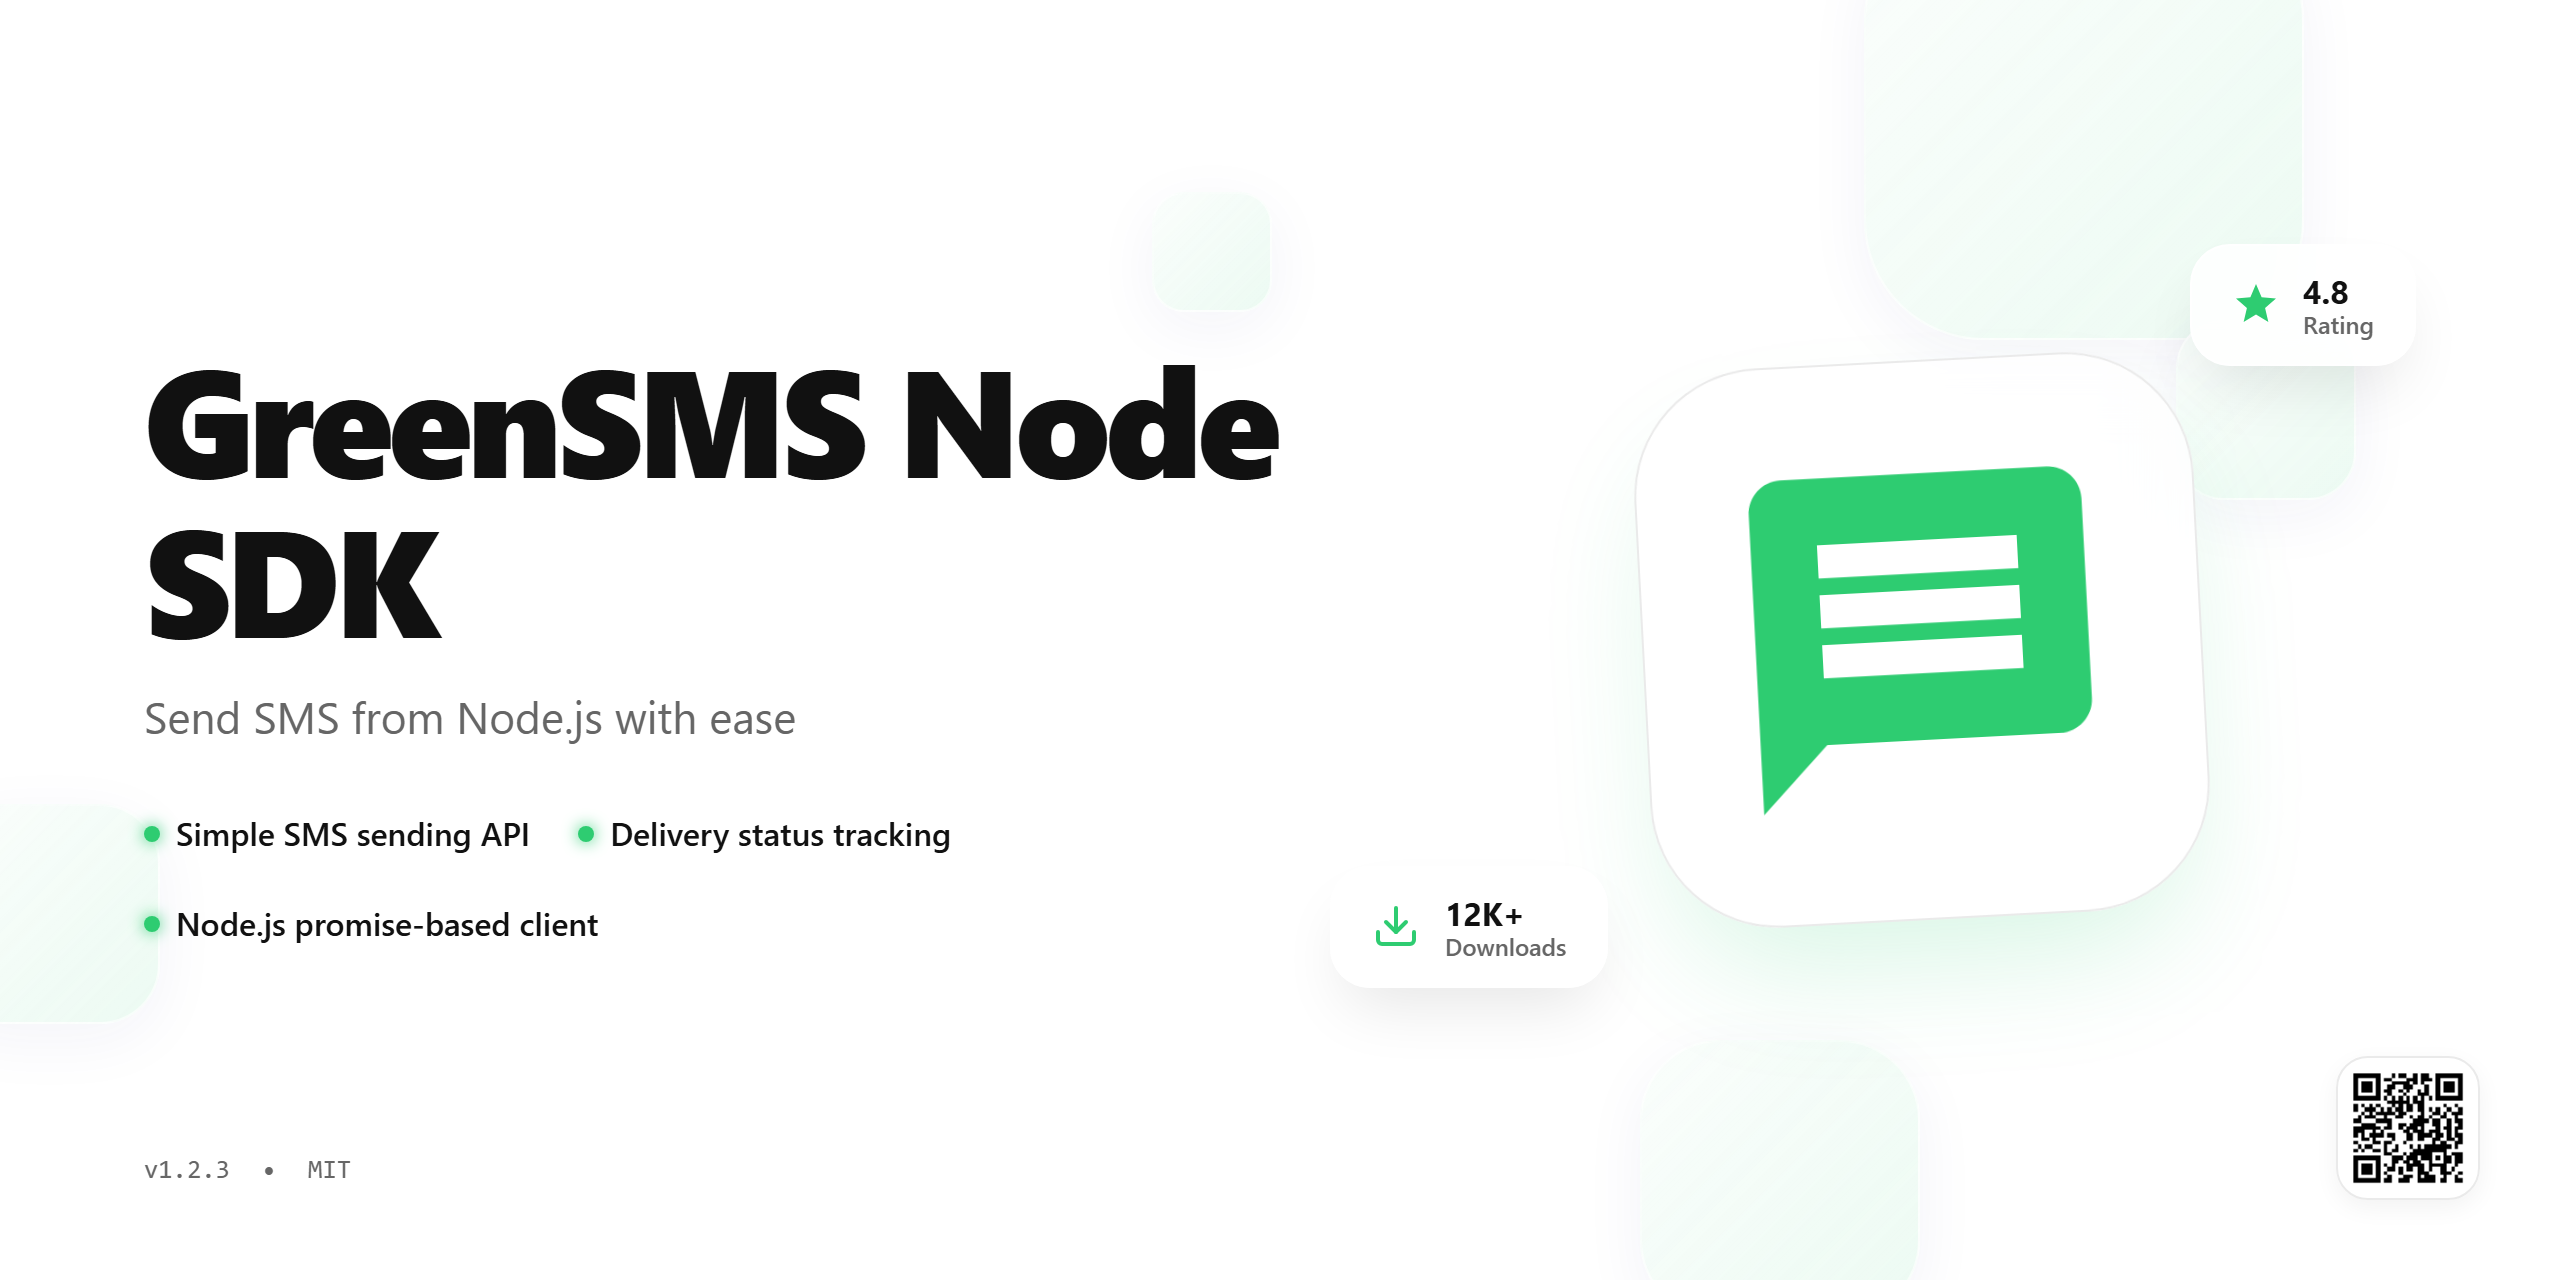 GreenSMS Node
SDK
Send SMS from Node.js with ease
Simple SMS sending API
Delivery status tracking
Node.js promise-based client
4.8
Rating
12K+
Downloads
v1.2.3 • MIT